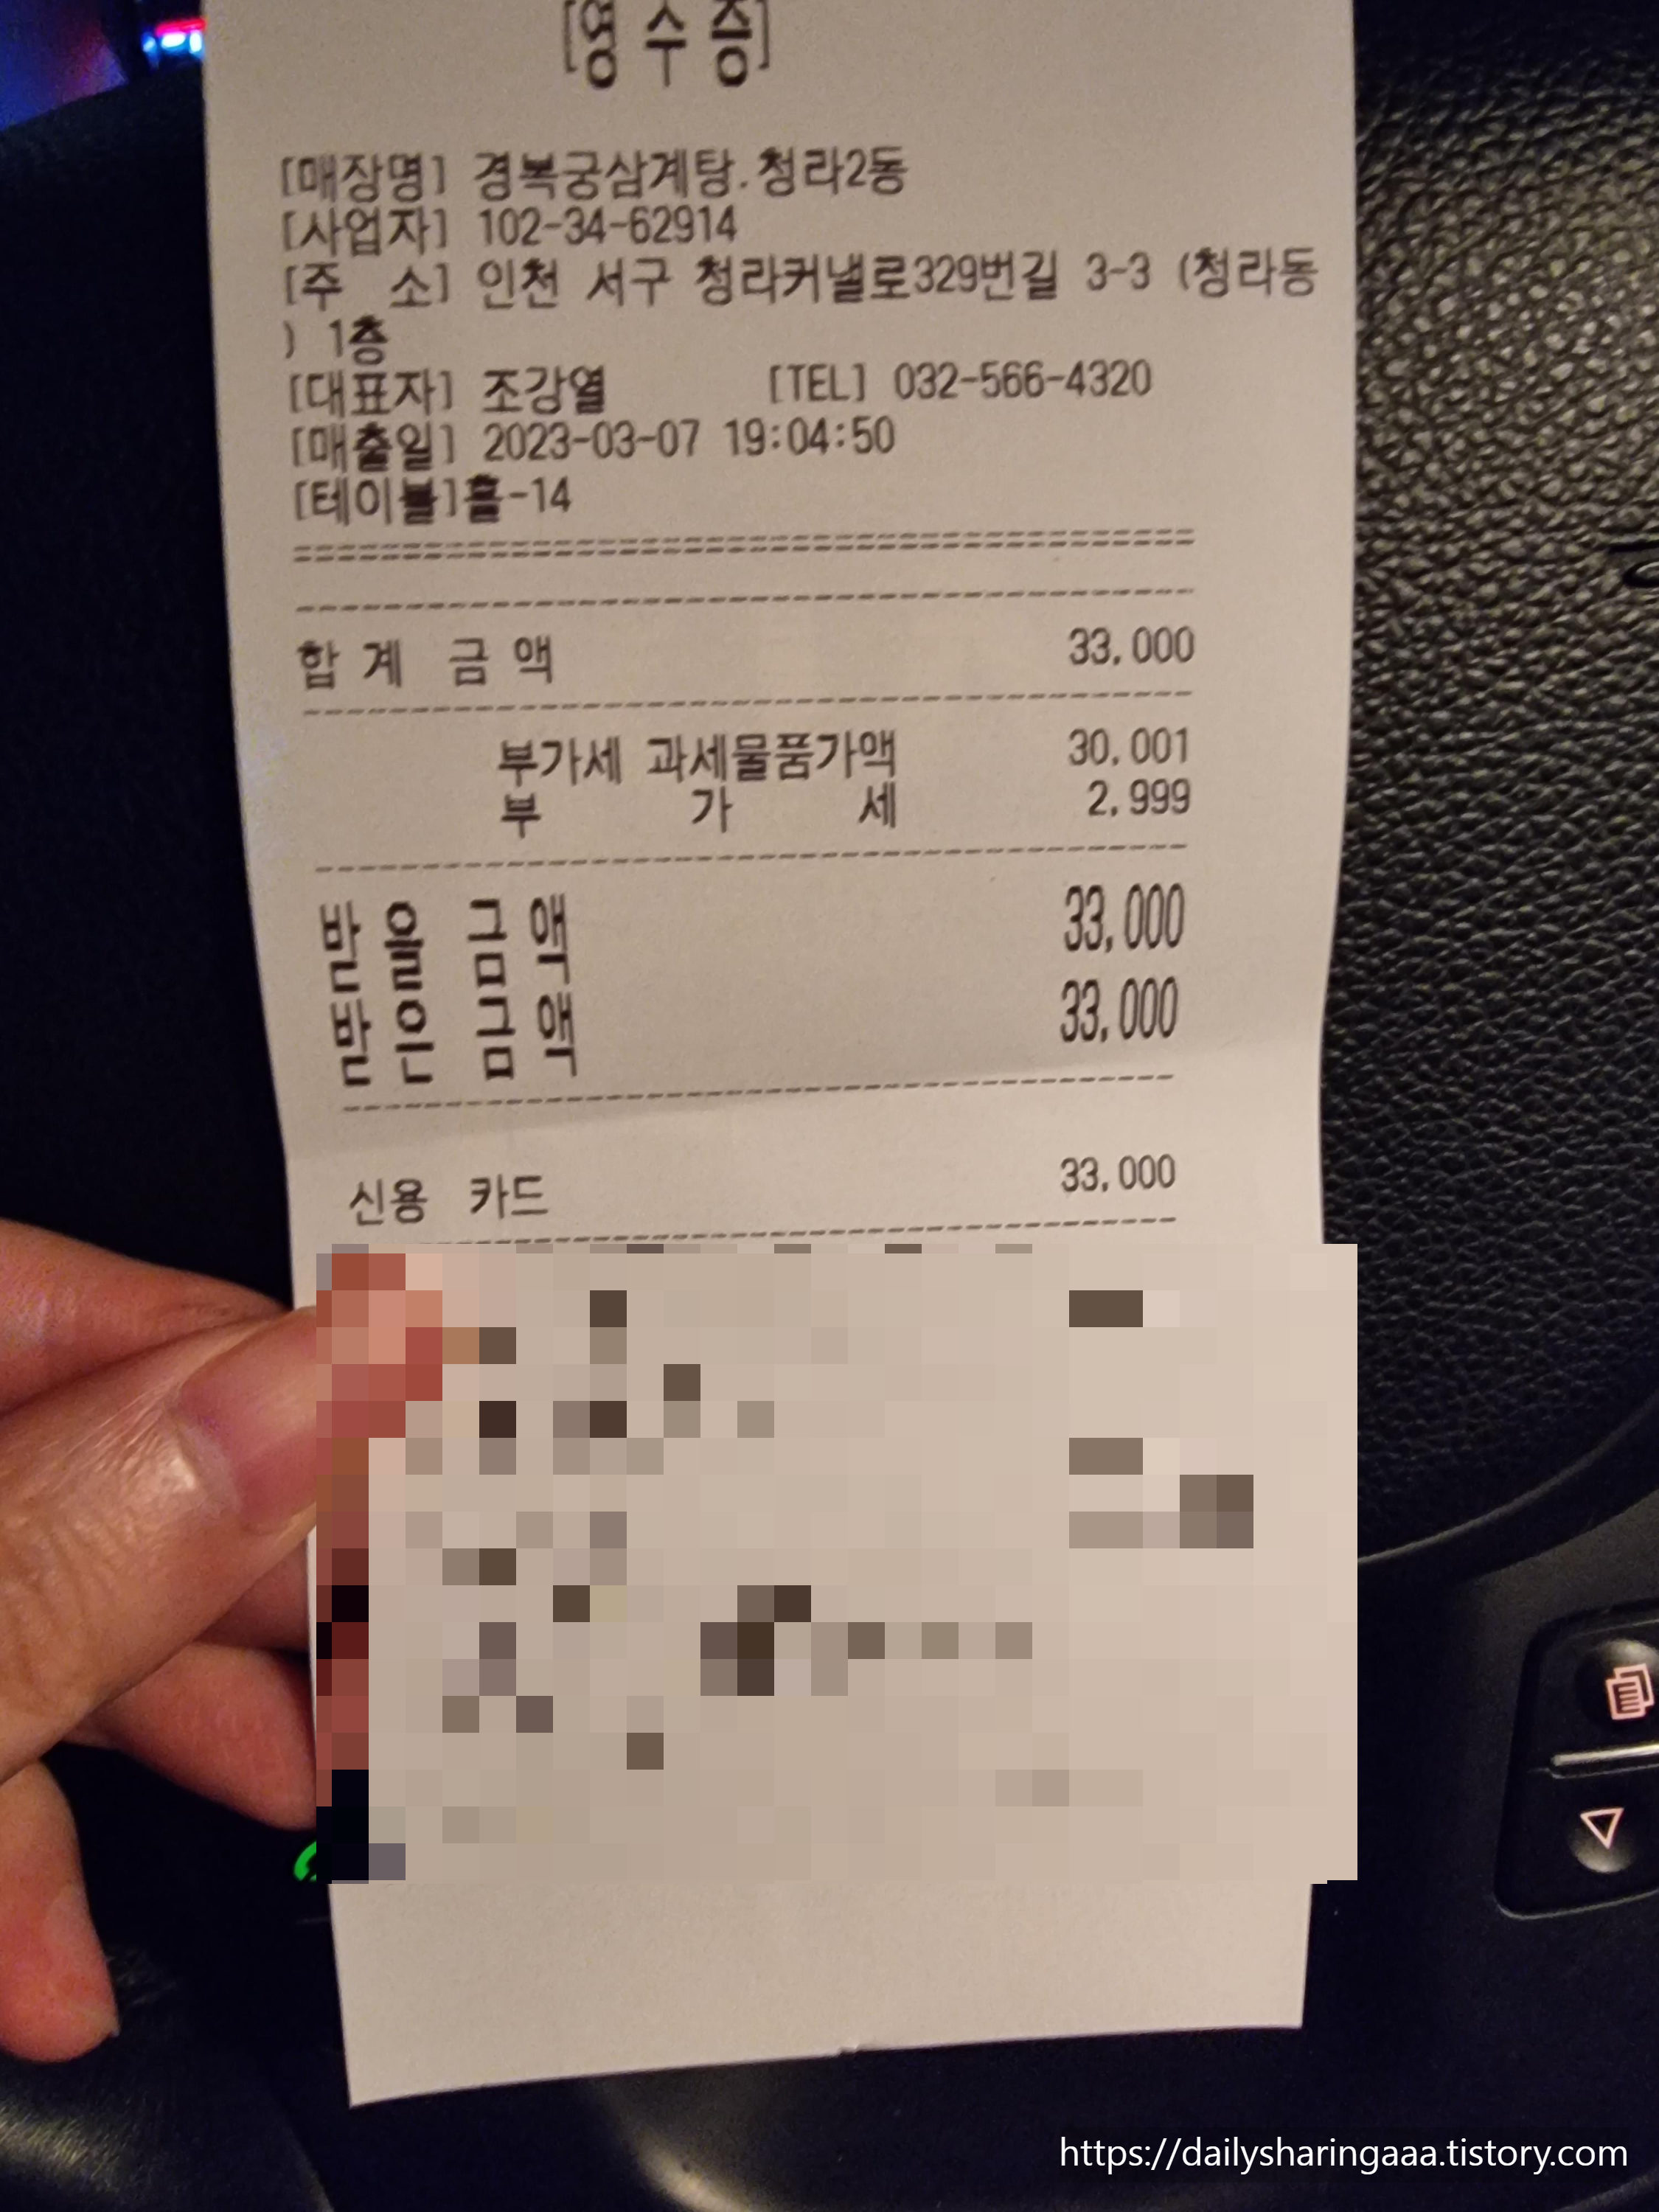 [영 수 증]
[매장명] 경복궁삼계탕.청라2동
[사업자] 102-34-62914
[주 소] 인천 서구 청라커낼로329번길 3-3 (청라동
) 1층
[대표자] 조강열 [TEL] 032-566-4320
[매출일] 2023-03-07 19:04:50
[테이블]홀-14
합 계 금 액 33,000
부가세 과세물품가액 30,001
부 가 세 2,999
받 을 금 액 33,000
받 은 금 액 33,000
신용 카드 33,000
https://dailysharingaaa.tistory.com